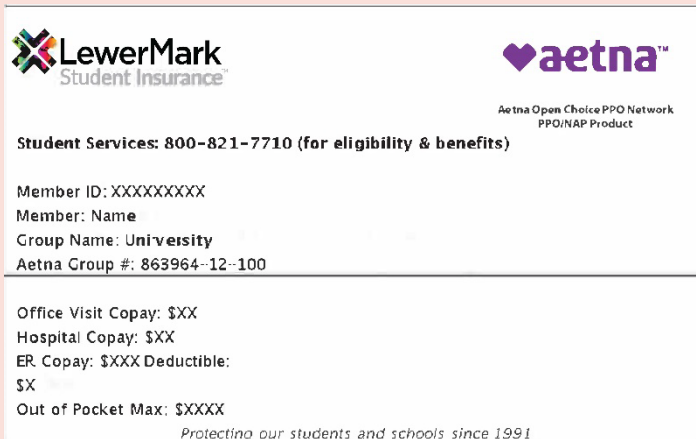 LewerMark
Student Insurance™
aetna™
Aetna Open Choice PPO Network
PPO/NAP Product
Student Services: 800-821-7710 (for eligibility & benefits)
Member ID: XXXXXXXXX
Member: Name
Group Name: University
Aetna Group #: 863964-12-100
Office Visit Copay: $XX
Hospital Copay: $XX
ER Copay: $XXX Deductible:
$X
Out of Pocket Max: $XXXX
Protecting our students and schools since 1991